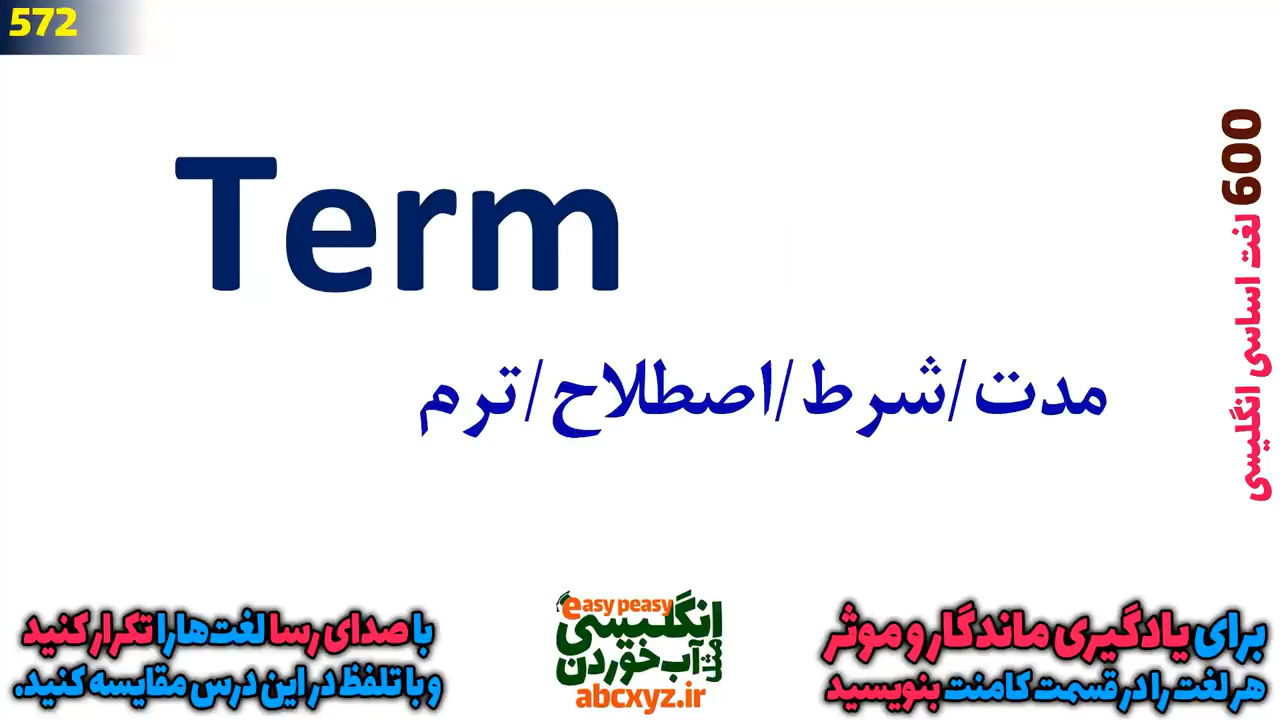 572
Term
مدت/شرط/اصطلاح/ترم
600 لغت اساسی انگلیسی
برای یادگیری ماندگار و موثر
هر لغت را در قسمت کامنت بنویسید
easy peasy
انگلیسی
مثل آب خوردن
abcxyz.ir
با صدای رسا لغت‌ها را تکرار کنید
و با تلفظ در این درس مقایسه کنید.